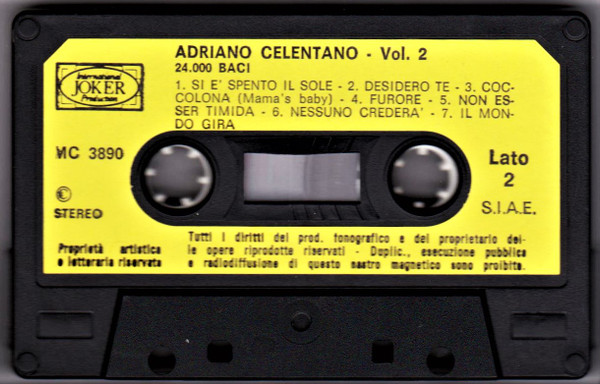 ADRIANO CELENTANO - Vol. 2
24.000 BACI
1. SI E' SPENTO IL SOLE - 2. DESIDERO TE - 3. COC-
COLONA (Mama's baby) - 4. FURORE - 5. NON ES-
SER TIMIDA - 6. NESSUNO CREDERA' - 7. IL MON-
DO GIRA
International
JOKER
Production
MC 3890
Lato
2
©
STEREO
S.I.A.E.
Proprietà artistica
e letteraria riservata
Tutti i diritti del prod. fonografico e del proprietario del-
le opere riprodotte riservati - Duplic., esecuzione pubblica
e radiodiffusione di questo nastro magnetico sono proibite.